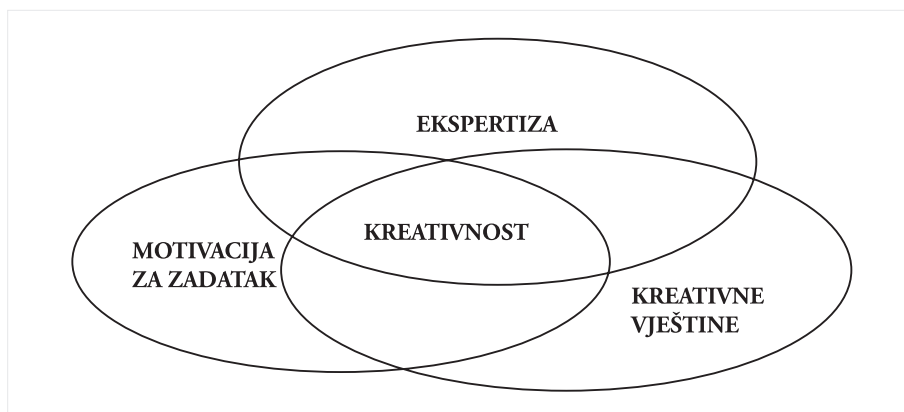 EKSPERTIZA
KREATIVNOST
MOTIVACIJA
ZA ZADATAK
KREATIVNE
VJEŠTINE